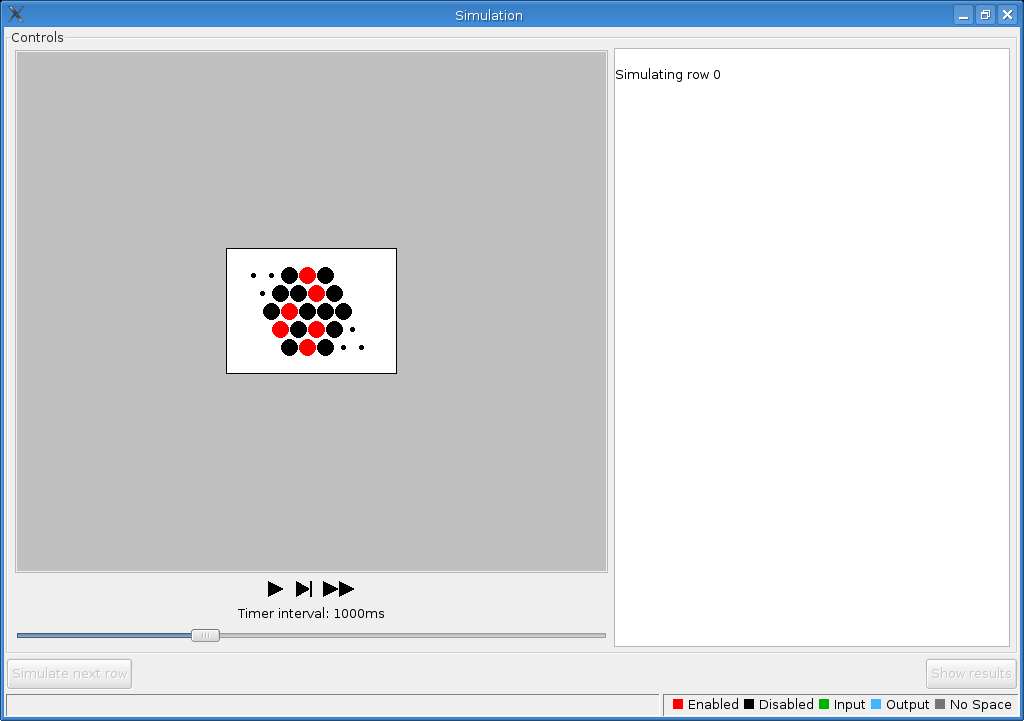 Simulation
Controls
Simulating row 0
Timer interval: 1000ms
Simulate next row
Show results
Enabled Disabled Input Output No Space